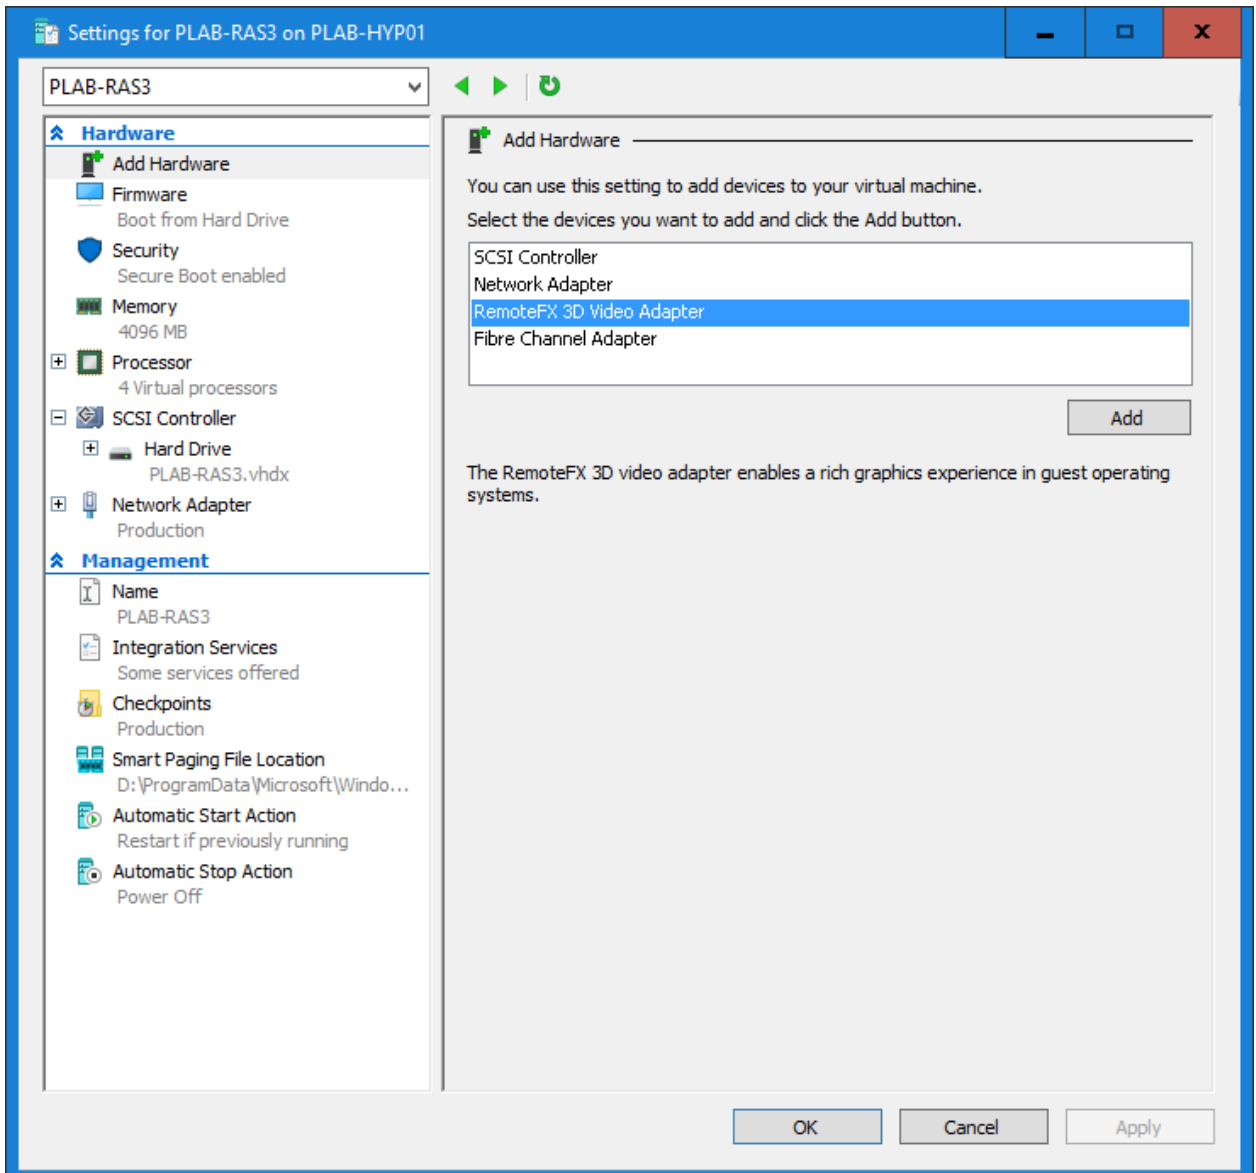 Settings for PLAB-RAS3 on PLAB-HYP01
PLAB-RAS3
Hardware
Add Hardware
Firmware
Boot from Hard Drive
Security
Secure Boot enabled
Memory
4096 MB
Processor
4 Virtual processors
SCSI Controller
Hard Drive
PLAB-RAS3.vhdx
Network Adapter
Production
Management
Name
PLAB-RAS3
Integration Services
Some services offered
Checkpoints
Production
Smart Paging File Location
D:\ProgramData\Microsoft\Windo...
Automatic Start Action
Restart if previously running
Automatic Stop Action
Power Off
Add Hardware
You can use this setting to add devices to your virtual machine.
Select the devices you want to add and click the Add button.
SCSI Controller
Network Adapter
RemoteFX 3D Video Adapter
Fibre Channel Adapter
Add
The RemoteFX 3D video adapter enables a rich graphics experience in guest operating
systems.
OK
Cancel
Apply